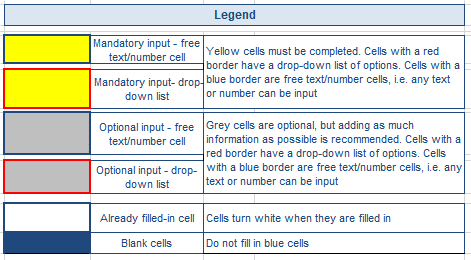 Legend
Mandatory input - free
text/number cell
Mandatory input- drop-
down list
Yellow cells must be completed. Cells with a red
border have a drop-down list of options. Cells with a
blue border are free text/number cells, i.e. any text
or number can be input
Optional input - free
text/number cell
Optional input - drop-
down list
Grey cells are optional, but adding as much
information as possible is recommended. Cells with a
red border have a drop-down list of options. Cells
with a blue border are free text/number cells, i.e. any
text or number can be input
Already filled-in cell
Cells turn white when they are filled in
Blank cells
Do not fill in blue cells